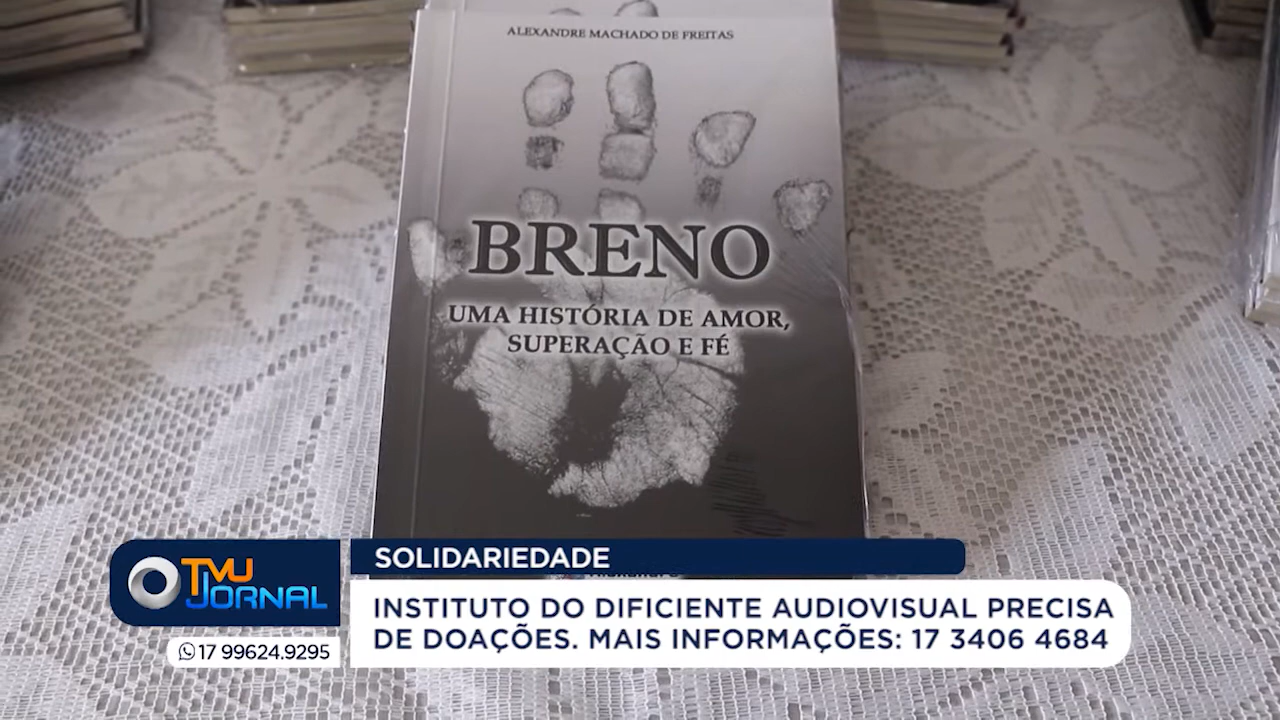 ALEXANDRE MACHADO DE FREITAS
BRENO
UMA HISTÓRIA DE AMOR,
SUPERAÇÃO E FÉ
SOLIDARIEDADE
TVU
JORNAL
INSTITUTO DO DIFICIENTE AUDIOVISUAL PRECISA
DE DOAÇÕES. MAIS INFORMAÇÕES: 17 3406 4684
17 99624.9295